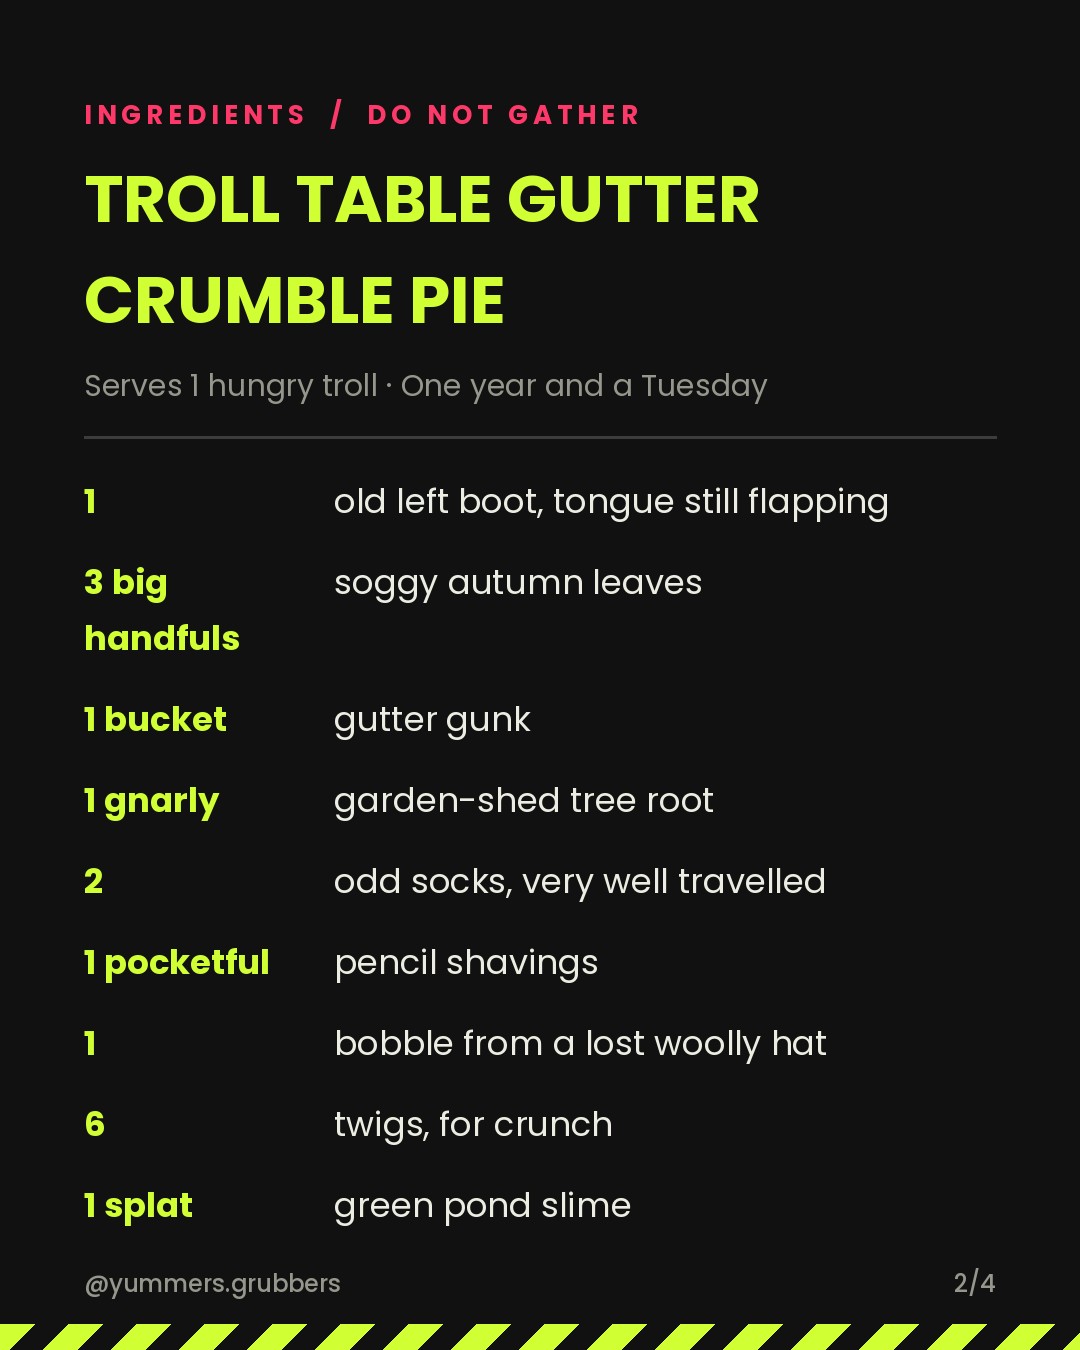 INGREDIENTS / DO NOT GATHER
TROLL TABLE GUTTER
CRUMBLE PIE
Serves 1 hungry troll · One year and a Tuesday
1 old left boot, tongue still flapping
3 big soggy autumn leaves
handfuls
1 bucket gutter gunk
1 gnarly garden-shed tree root
2 odd socks, very well travelled
1 pocketful pencil shavings
1 bobble from a lost woolly hat
6 twigs, for crunch
1 splat green pond slime
@yummers.grubbers 2/4